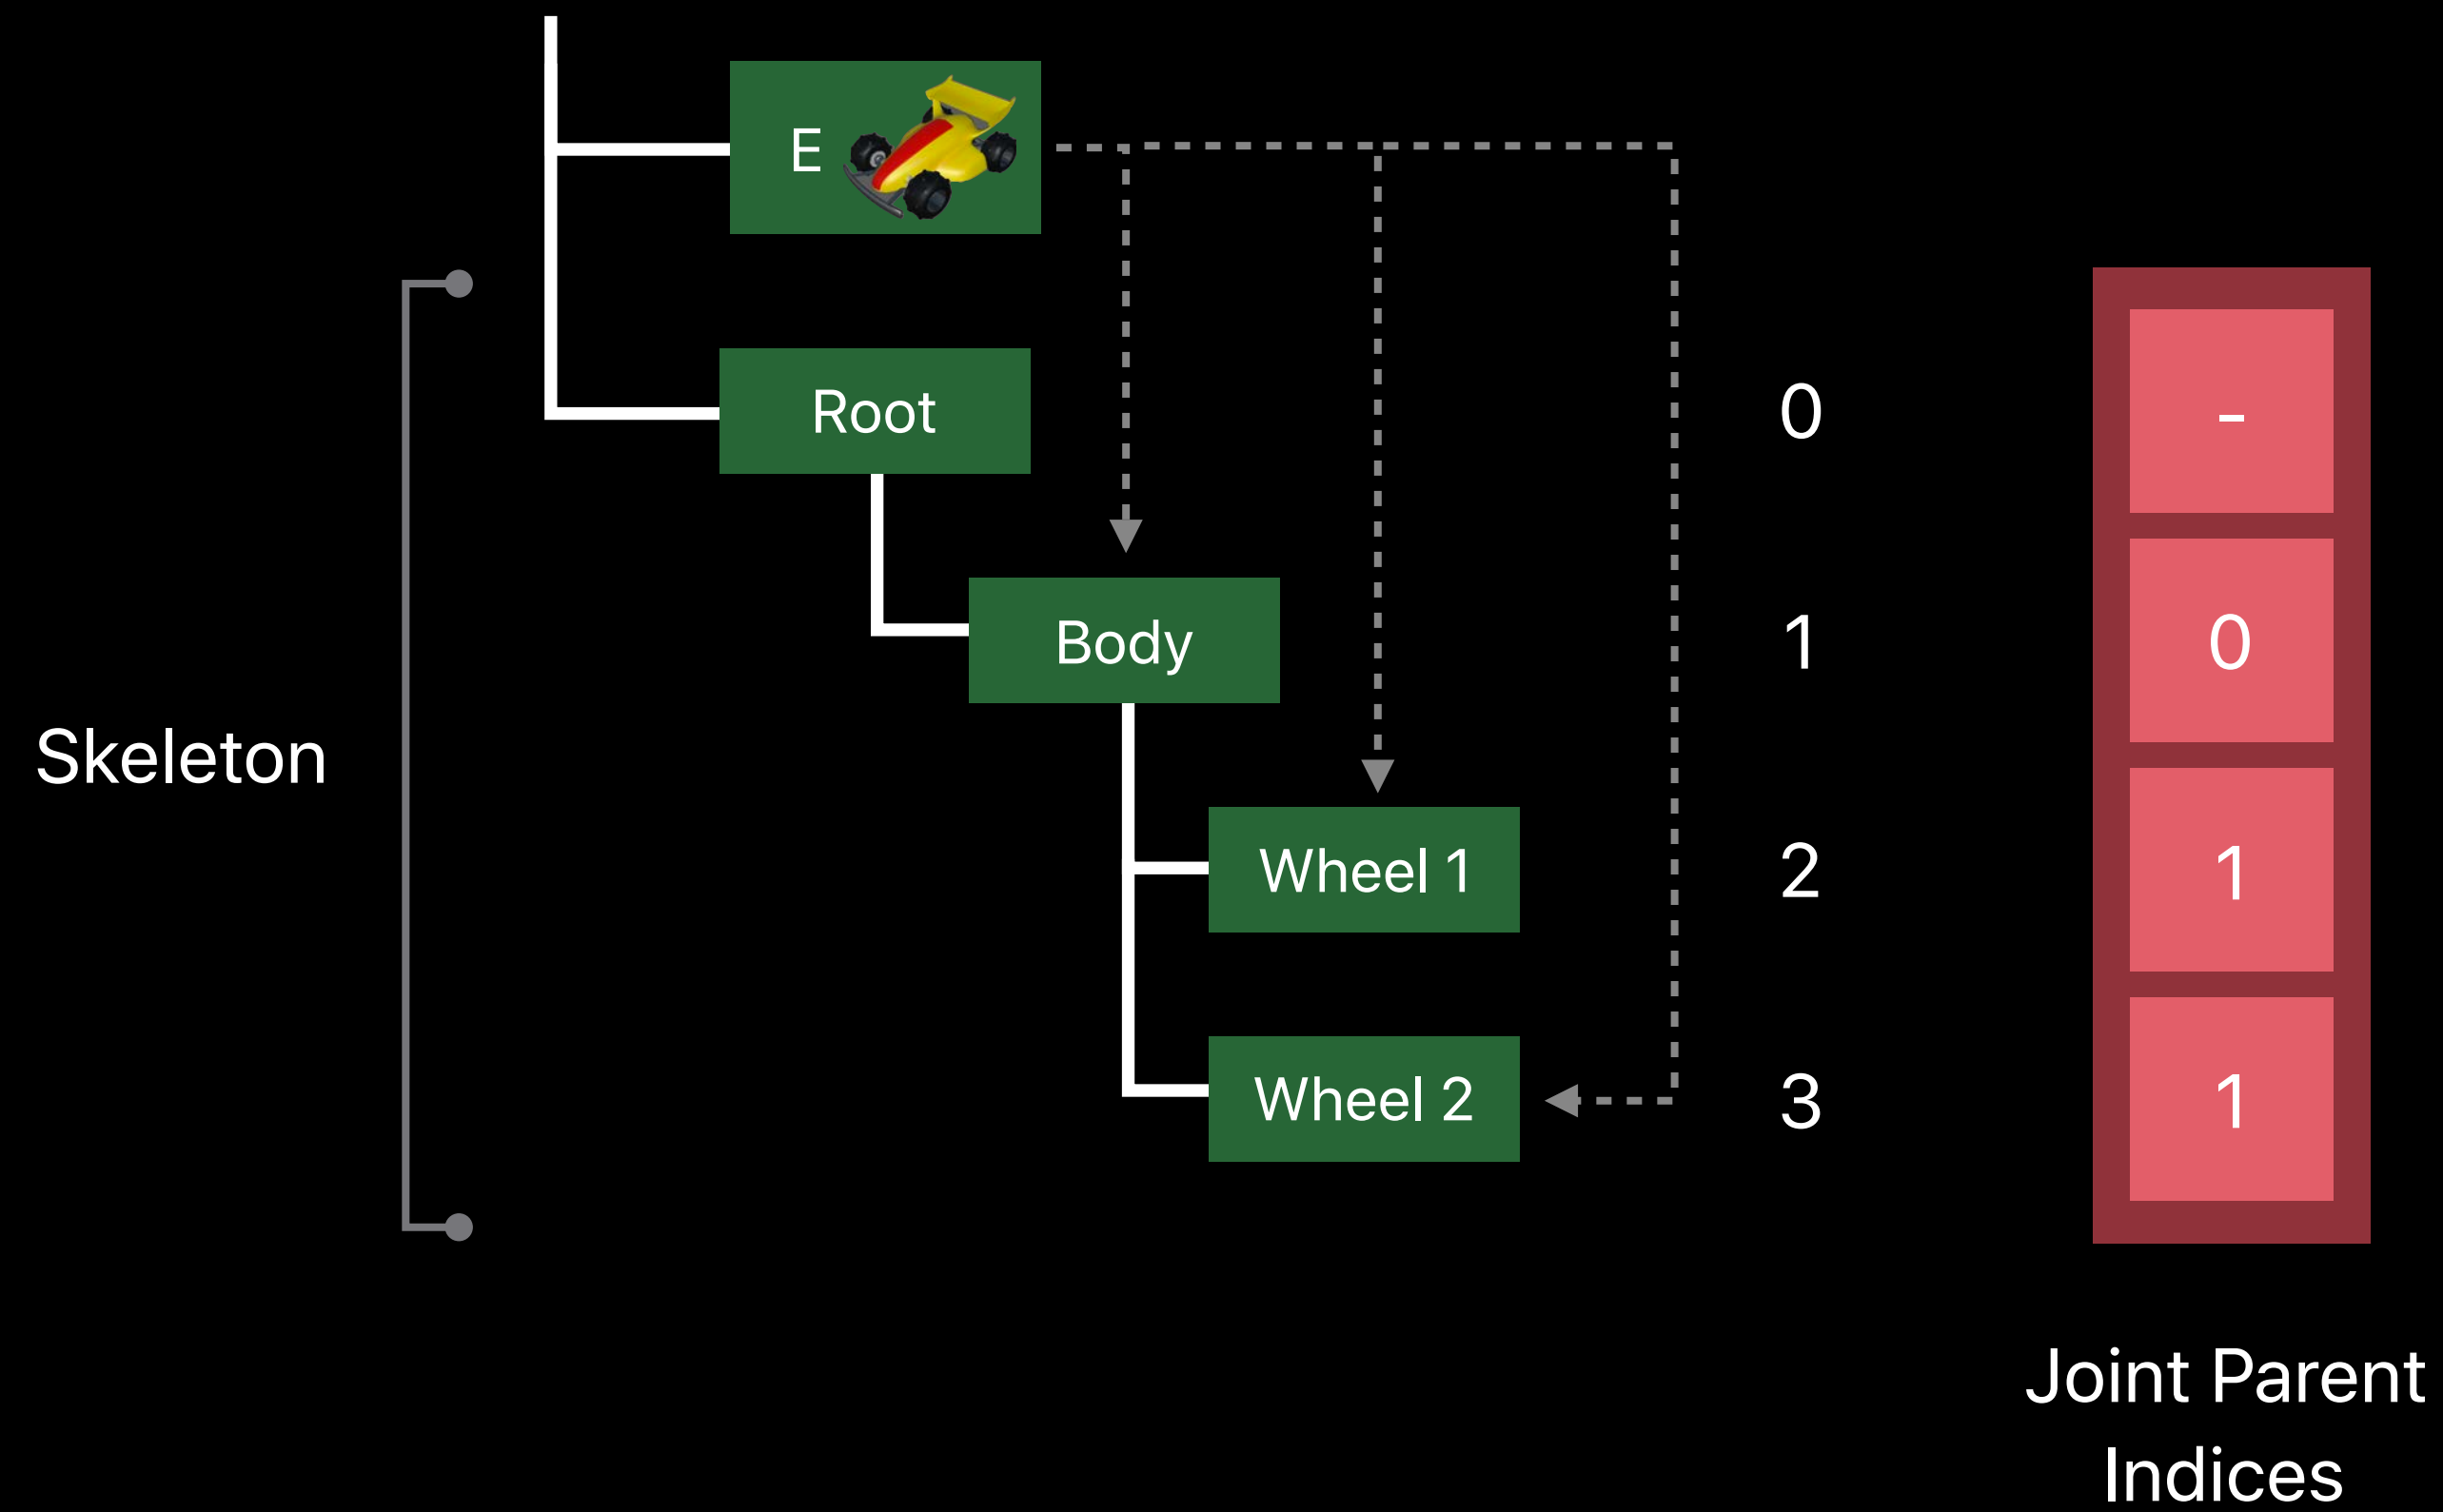 E
Root
0
-
Body
1
0
Skeleton
Wheel 1
2
1
Wheel 2
3
1
Joint Parent
Indices